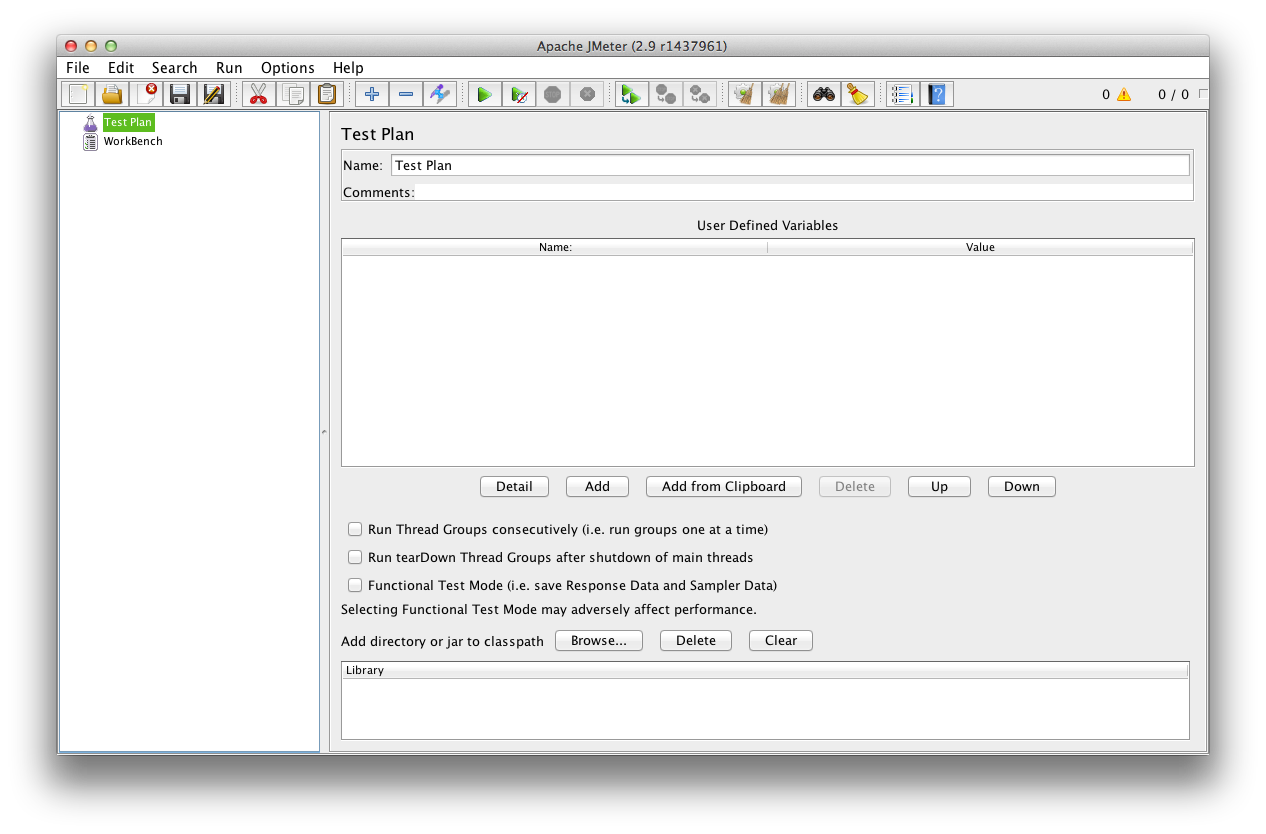 Apache JMeter (2.9 r1437961)
File Edit Search Run Options Help
0 0 / 0
Test Plan
WorkBench
Test Plan
Name: Test Plan
Comments:
User Defined Variables
Name: Value
Detail Add Add from Clipboard Delete Up Down
Run Thread Groups consecutively (i.e. run groups one at a time)
Run tearDown Thread Groups after shutdown of main threads
Functional Test Mode (i.e. save Response Data and Sampler Data)
Selecting Functional Test Mode may adversely affect performance.
Add directory or jar to classpath Browse... Delete Clear
Library